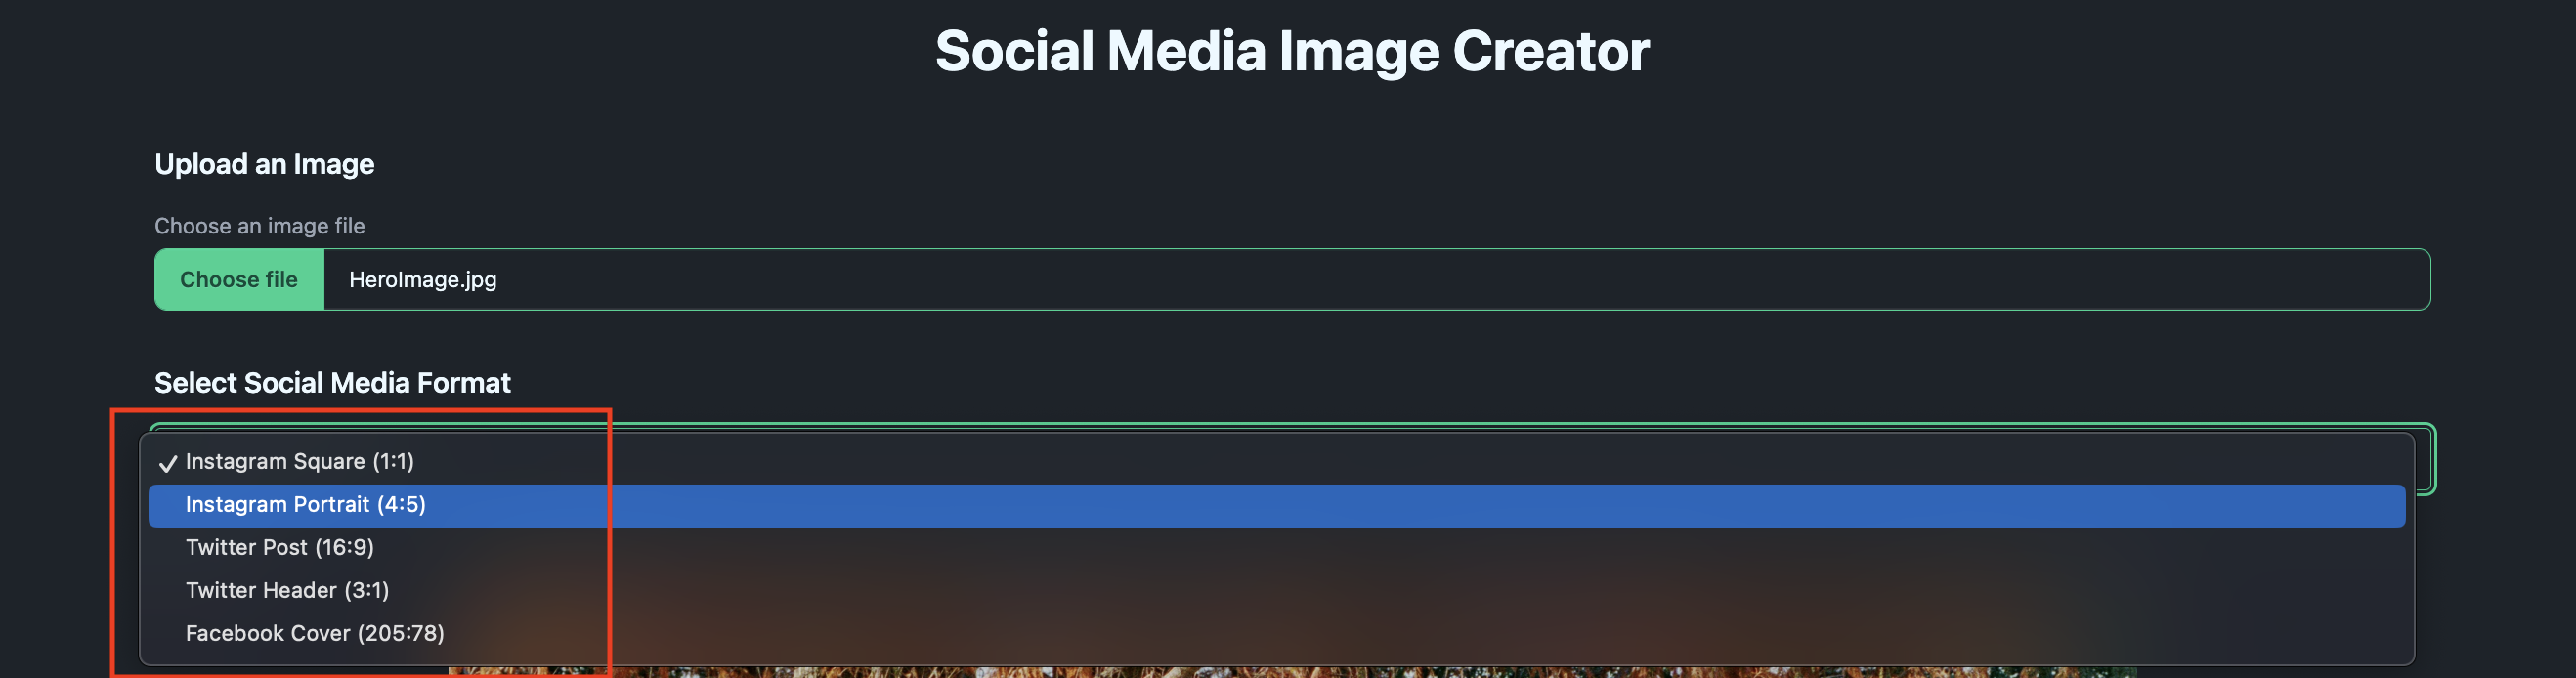 Social Media Image Creator
Upload an Image
Choose an image file
Choose file HeroImage.jpg
Select Social Media Format
✓ Instagram Square (1:1)
Instagram Portrait (4:5)
Twitter Post (16:9)
Twitter Header (3:1)
Facebook Cover (205:78)